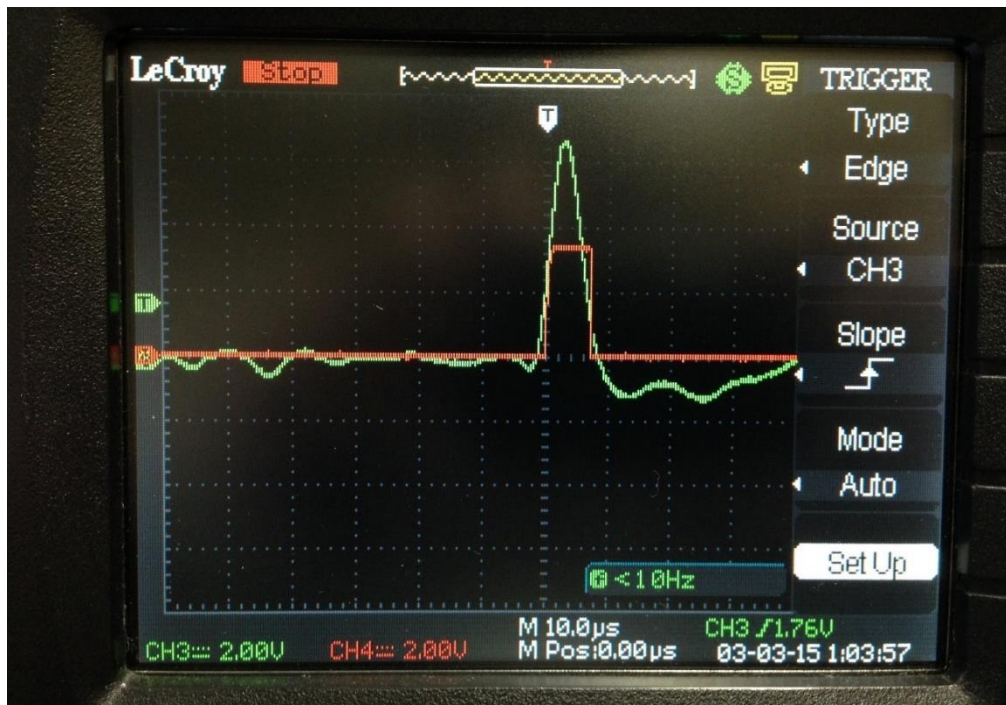 LeCroy Stop T S TRIGGER
T
Type
Edge
Source
CH3
Slope
Mode
Auto
Set Up
<10Hz
M 10.0µs CH3 /1.76V
CH3 2.00V CH4 2.00V M Pos:0.00µs 03-03-15 1:03:57